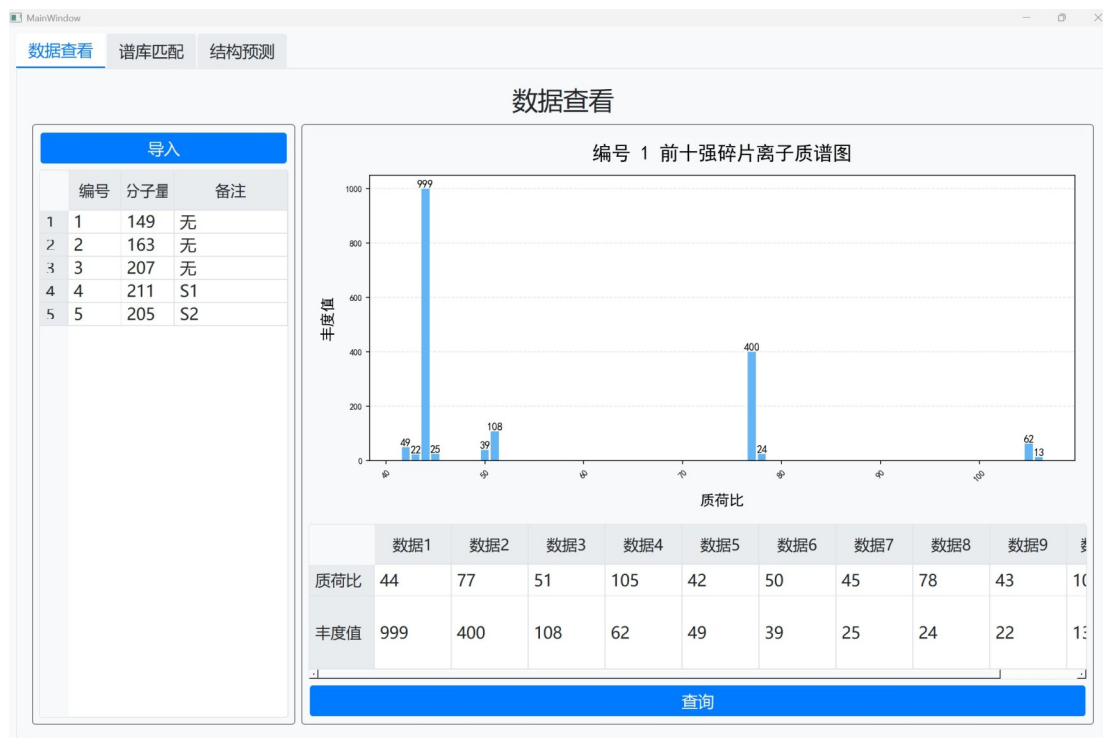 MainWindow
数据查看 谱库匹配 结构预测
数据查看
导入
编号 分子量 备注
1 1 149 无
2 2 163 无
3 3 207 无
4 4 211 S1
5 5 205 S2
编号 1 前十强碎片离子质谱图
丰度值
1000
800
600
400
200
0
999
400
108
62
49
39
25
24
22
13
40 50 60 70 80 90 100
质荷比
数据1 数据2 数据3 数据4 数据5 数据6 数据7 数据8 数据9
质荷比 44 77 51 105 42 50 45 78 43
丰度值 999 400 108 62 49 39 25 24 22
查询